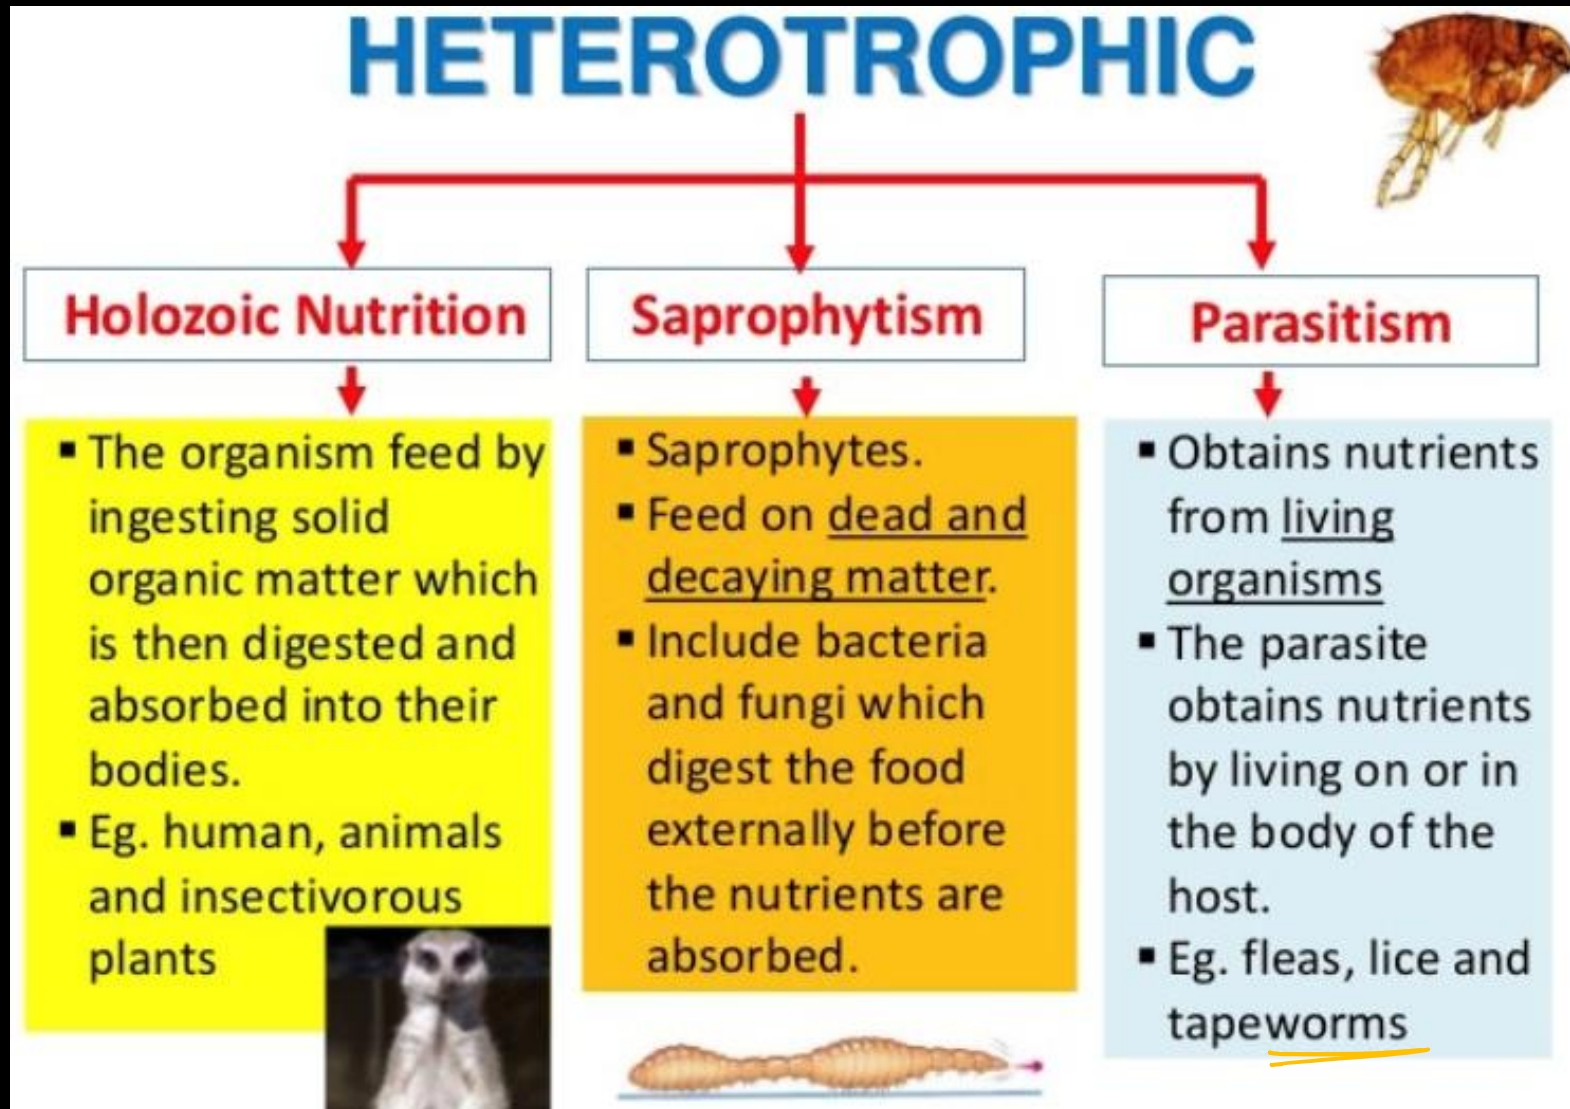 HETEROTROPHIC
Holozoic Nutrition
▪ The organism feed by
ingesting solid
organic matter which
is then digested and
absorbed into their
bodies.
▪ Eg. human, animals
and insectivorous
plants
Saprophytism
▪ Saprophytes.
▪ Feed on dead and
decaying matter.
▪ Include bacteria
and fungi which
digest the food
externally before
the nutrients are
absorbed.
Parasitism
▪ Obtains nutrients
from living
organisms
▪ The parasite
obtains nutrients
by living on or in
the body of the
host.
▪ Eg. fleas, lice and
tapeworms